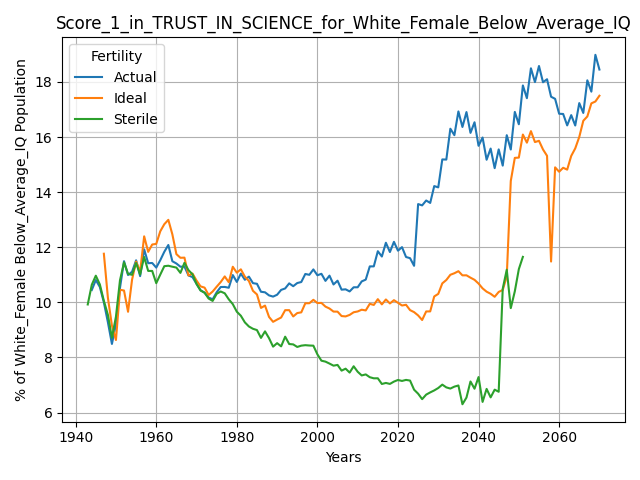 Score_1_in_TRUST_IN_SCIENCE_for_White_Female_Below_Average_IQ
Fertility
Actual
Ideal
Sterile
% of White_Female Below_Average_IQ Population
18
16
14
12
10
8
6
1940
1960
1980
2000
2020
2040
2060
Years